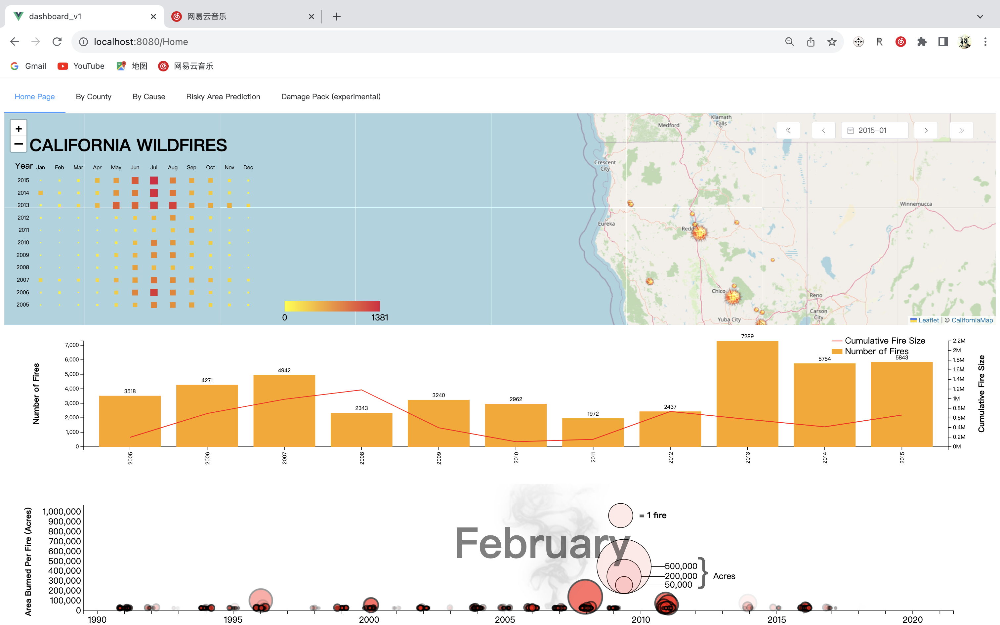 dashboard_v1
网易云音乐
localhost:8080/Home
Gmail YouTube 地图 网易云音乐
Home Page By County By Cause Risky Area Prediction Damage Pack (experimental)
+
−
CALIFORNIA WILDFIRES
2015-01
Year Jan Feb Mar Apr May Jun Jul Aug Sep Oct Nov Dec
2015
2014
2013
2012
2011
2010
2009
2008
2007
2006
2005
0 1381
Medford
Klamath
Falls
Crescent
City
Winnemucca
Eureka
Redd
Chico
Reno
Carson
City
Yuba City
Leaflet | © CaliforniaMap
Number of Fires
7,000
6,000
5,000
4,000
3,000
2,000
1,000
0
3518
4271
4942
2343
3240
2962
1972
2437
7289
5754
5843
Cumulative Fire Size
Number of Fires
2.2M
2M
1.8M
1.6M
1.4M
1.2M
1M
0.8M
0.6M
0.4M
0.2M
0M
Cumulative Fire Size
2005 2006 2007 2008 2009 2010 2011 2012 2013 2014 2015
Area Burned Per Fire (Acres)
1,000,000
900,000
800,000
700,000
600,000
500,000
400,000
300,000
200,000
100,000
0
February
= 1 fire
500,000
200,000
50,000
} Acres
1990 1995 2000 2005 2010 2015 2020